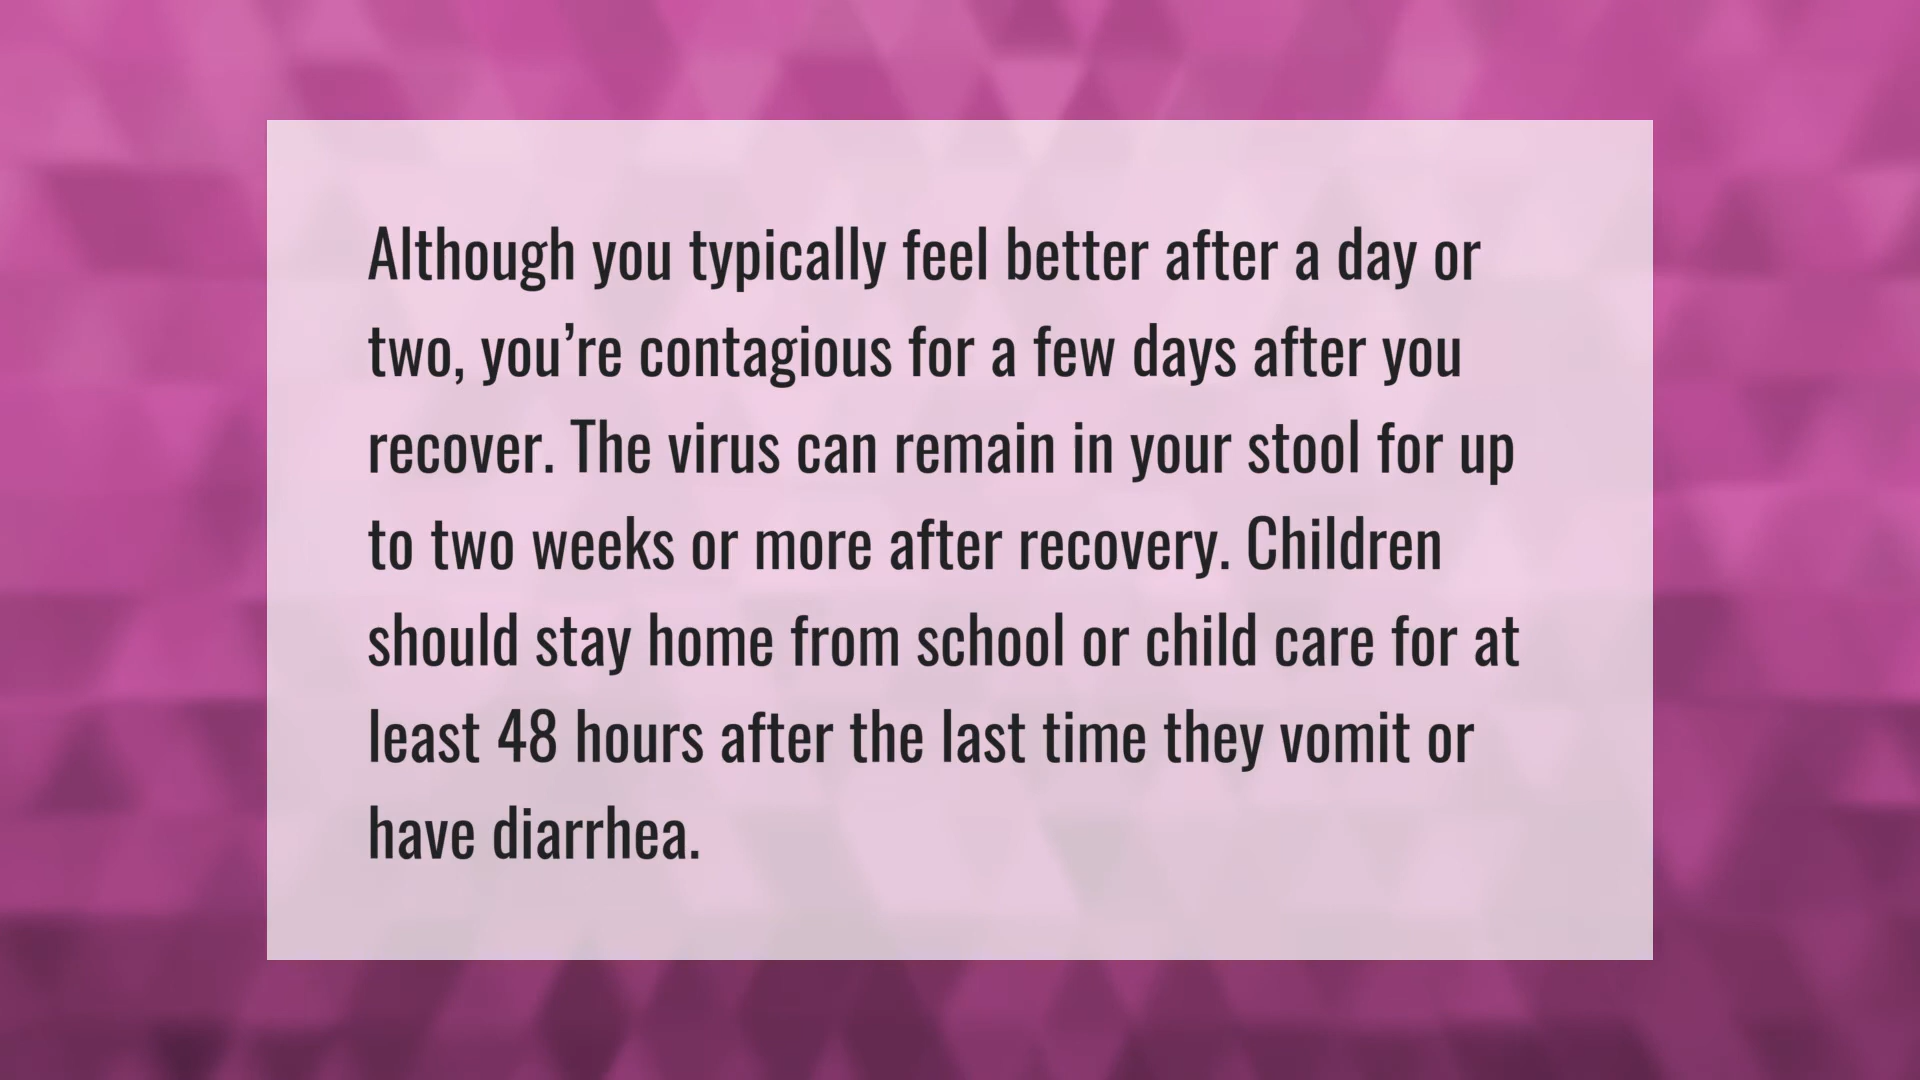 Although you typically feel better after a day or
two, you’re contagious for a few days after you
recover. The virus can remain in your stool for up
to two weeks or more after recovery. Children
should stay home from school or child care for at
least 48 hours after the last time they vomit or
have diarrhea.